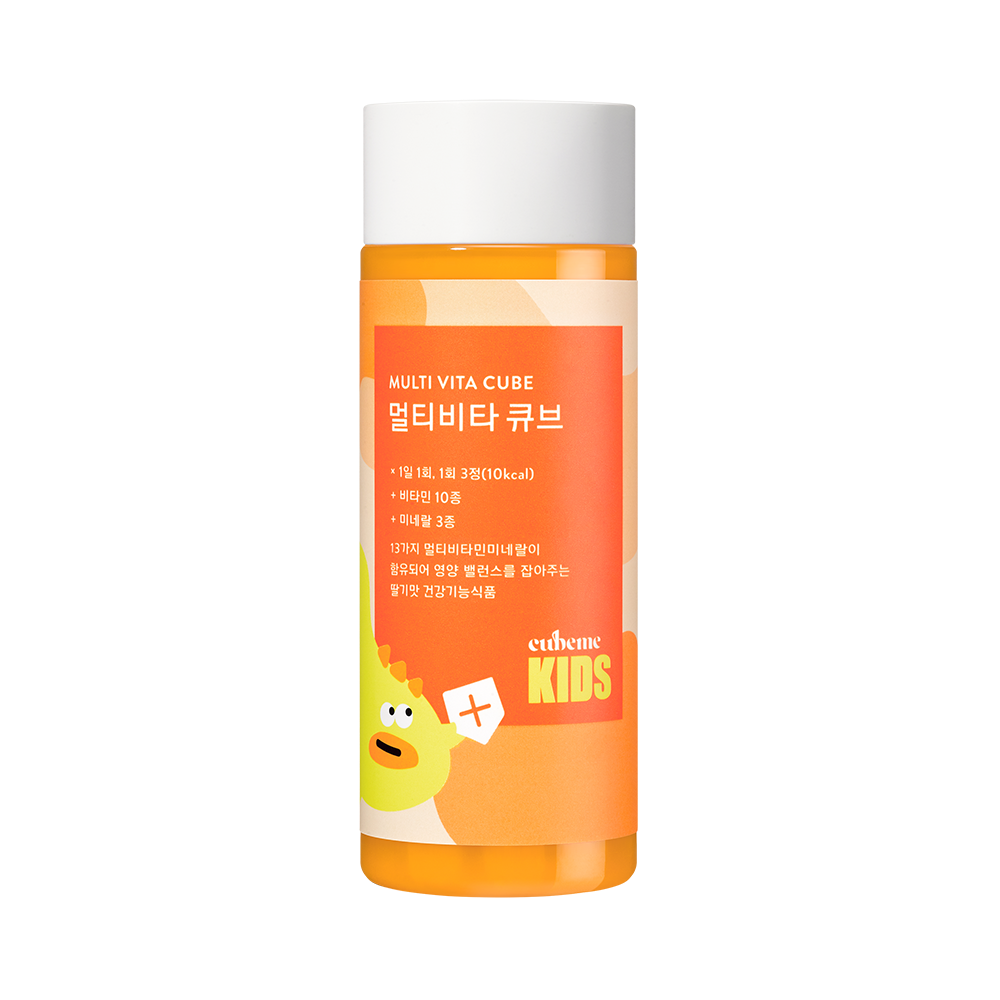 MULTI VITA CUBE
멀티비타 큐브
× 1일 1회, 1회 3정(10kcal)
+ 비타민 10종
+ 미네랄 3종
13가지 멀티비타민미네랄이
함유되어 영양 밸런스를 잡아주는
딸기맛 건강기능식품
cubeme
KIDS